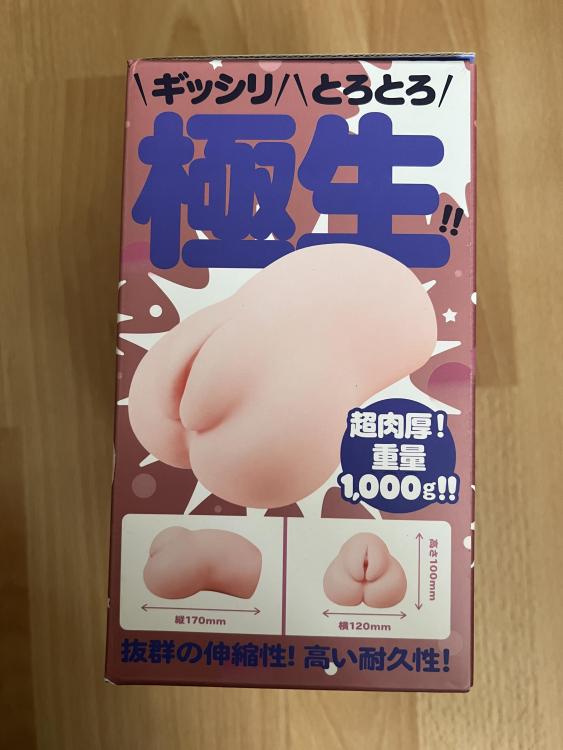 ギッシリ とろとろ
極生!!
超肉厚!
重量
1,000g!!
高さ100mm
縦170mm
横120mm
抜群の伸縮性! 高い耐久性!